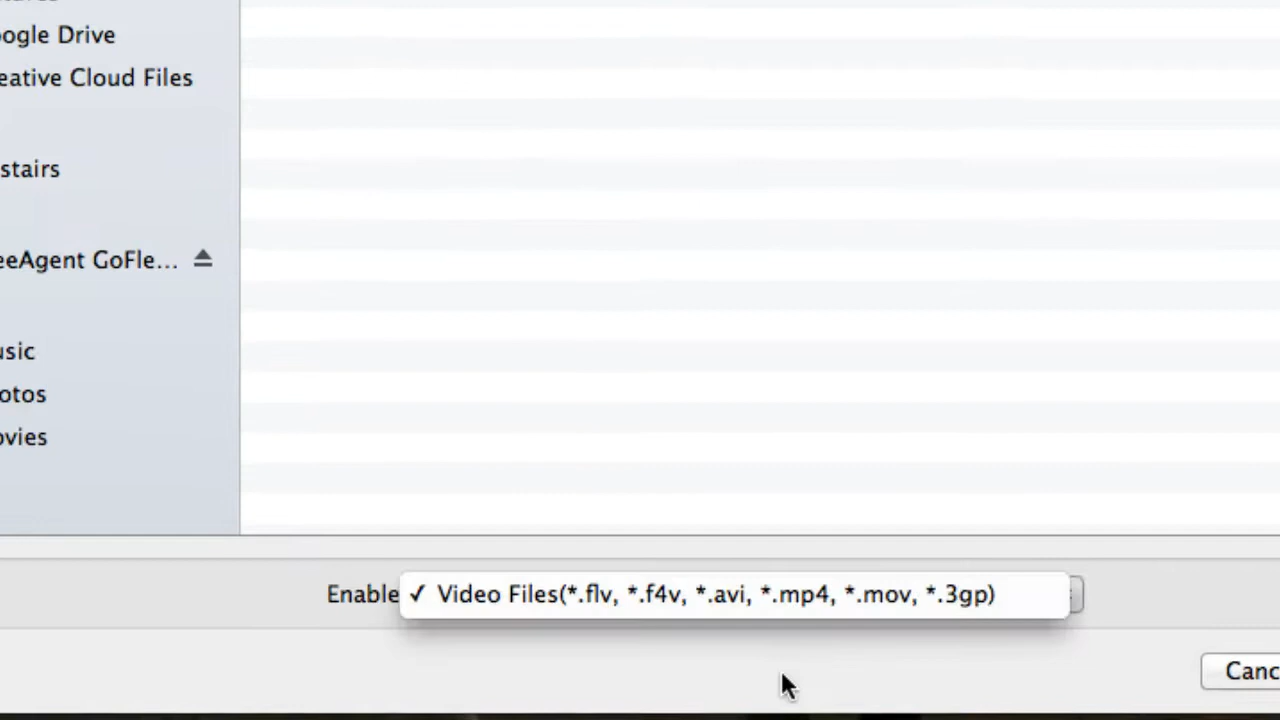 ogle Drive
eative Cloud Files
stairs
eeAgent GoFle...
usic
otos
ovies
Enable ✓ Video Files(*.flv, *.f4v, *.avi, *.mp4, *.mov, *.3gp)
Canc